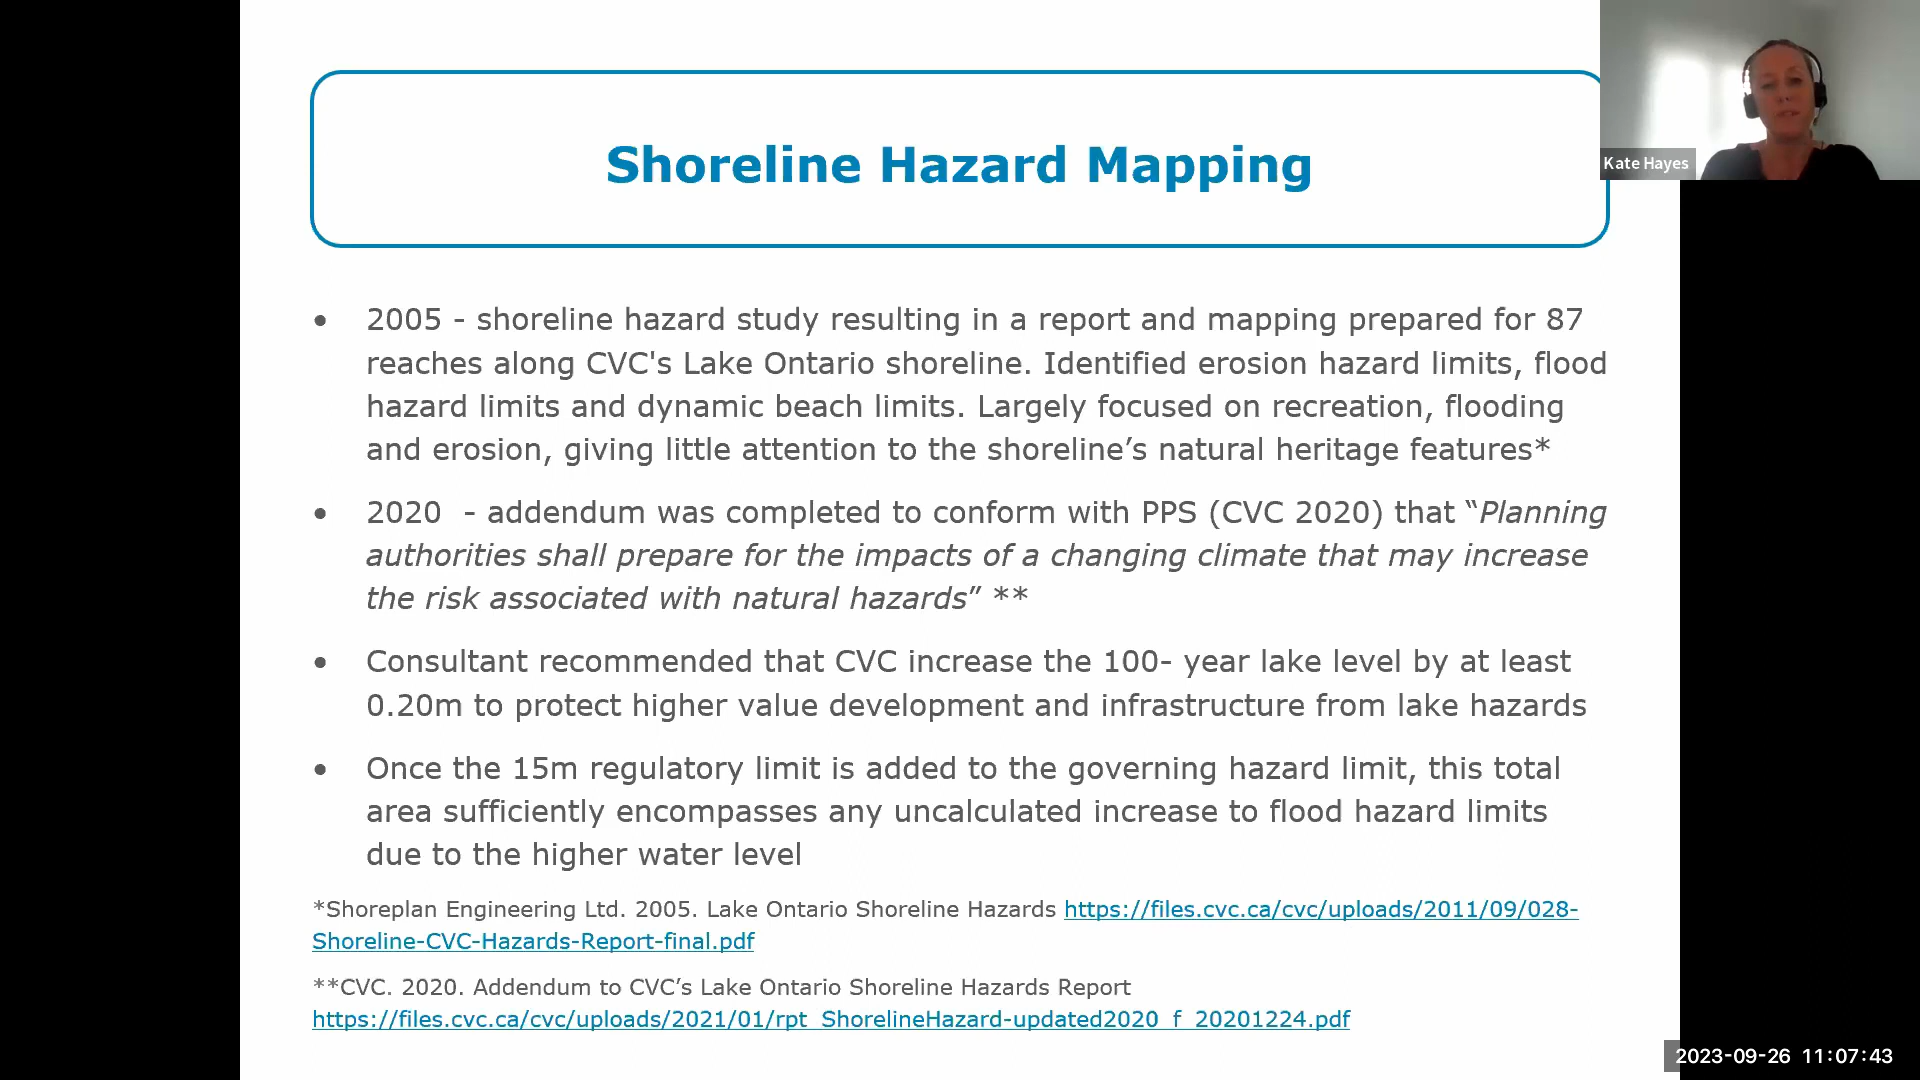 Shoreline Hazard Mapping
Kate Hayes
• 2005 - shoreline hazard study resulting in a report and mapping prepared for 87
reaches along CVC's Lake Ontario shoreline. Identified erosion hazard limits, flood
hazard limits and dynamic beach limits. Largely focused on recreation, flooding
and erosion, giving little attention to the shoreline’s natural heritage features*
• 2020  - addendum was completed to conform with PPS (CVC 2020) that “Planning
authorities shall prepare for the impacts of a changing climate that may increase
the risk associated with natural hazards” **
• Consultant recommended that CVC increase the 100- year lake level by at least
0.20m to protect higher value development and infrastructure from lake hazards
• Once the 15m regulatory limit is added to the governing hazard limit, this total
area sufficiently encompasses any uncalculated increase to flood hazard limits
due to the higher water level
*Shoreplan Engineering Ltd. 2005. Lake Ontario Shoreline Hazards https://files.cvc.ca/cvc/uploads/2011/09/028-
Shoreline-CVC-Hazards-Report-final.pdf
**CVC. 2020. Addendum to CVC’s Lake Ontario Shoreline Hazards Report
https://files.cvc.ca/cvc/uploads/2021/01/rpt_ShorelineHazard-updated2020_f_20201224.pdf
2023-09-26 11:07:43